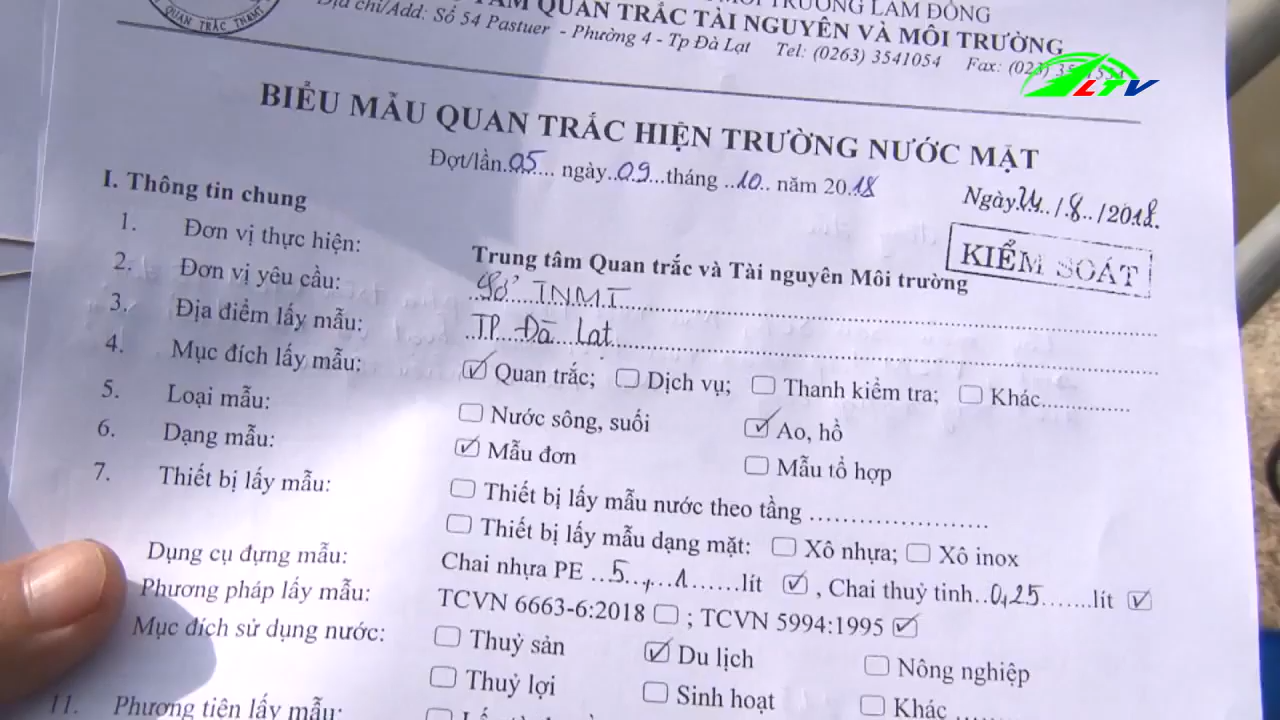 QUAN TRẮC
TRƯỜNG LÂM ĐỒNG
TÂM QUAN TRẮC TÀI NGUYÊN VÀ MÔI TRƯỜNG
Địa chỉ/Add: Số 54 Pastuer - Phường 4 - Tp Đà Lạt Tel: (0263) 3541054 Fax:
LTV
BIỂU MẪU QUAN TRẮC HIỆN TRƯỜNG NƯỚC MẶT
Đợt/lần..05.... ngày..09...tháng ..10.. năm 2018
Ngày..../.8../2018.
KIỂM SOÁT
I. Thông tin chung
1. Đơn vị thực hiện: Trung tâm Quan trắc và Tài nguyên Môi trường
2. Đơn vị yêu cầu: Sở T.N.M.T
3. Địa điểm lấy mẫu: TP. Đà Lạt
4. Mục đích lấy mẫu: ☑ Quan trắc; ☐ Dịch vụ; ☐ Thanh kiểm tra; ☐ Khác...............
5. Loại mẫu: ☐ Nước sông, suối ☑ Ao, hồ
6. Dạng mẫu: ☑ Mẫu đơn ☐ Mẫu tổ hợp
7. Thiết bị lấy mẫu: ☐ Thiết bị lấy mẫu nước theo tầng ........................
☐ Thiết bị lấy mẫu dạng mặt: ☐ Xô nhựa; ☐ Xô inox
Dụng cụ đựng mẫu: Chai nhựa PE ...5.,..1.......lít ☑ , Chai thuỷ tinh..0,25.......lít ☑
Phương pháp lấy mẫu: TCVN 6663-6:2018 ☐ ; TCVN 5994:1995 ☑
Mục đích sử dụng nước: ☐ Thuỷ sản ☑ Du lịch ☐ Nông nghiệp
☐ Thuỷ lợi ☐ Sinh hoạt ☐ Khác ....
11. Phương tiện lấy mẫu: